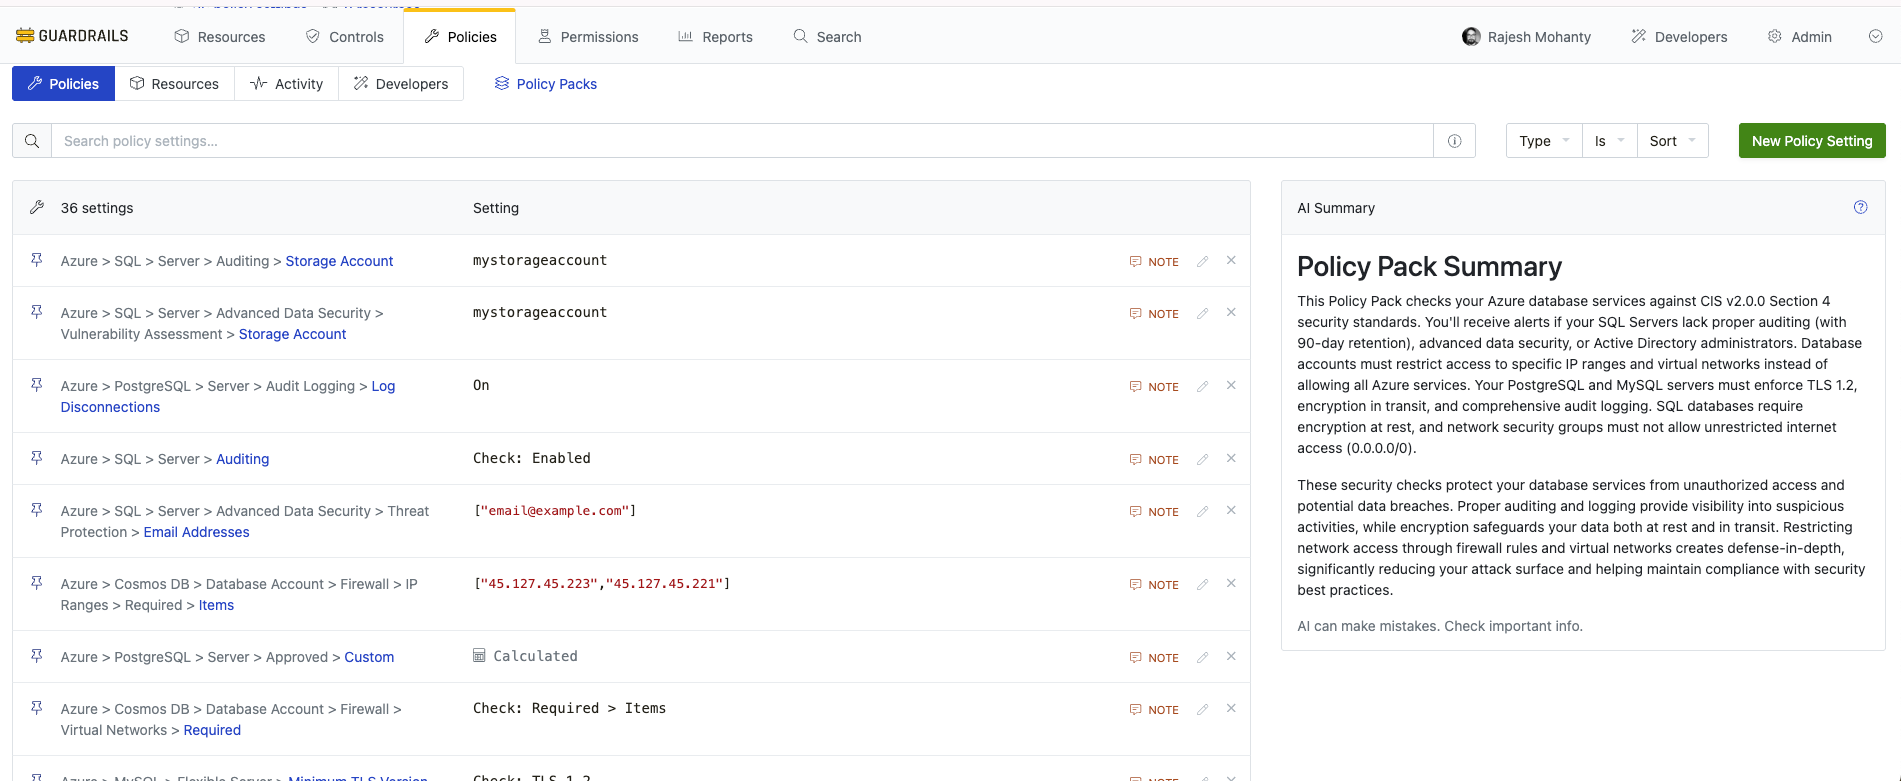 GUARDRAILS
Resources
Controls
Policies
Permissions
Reports
Search
Rajesh Mohanty
Developers
Admin
Policies
Resources
Activity
Developers
Policy Packs
Search policy settings...
Type
Is
Sort
New Policy Setting
36 settings
Setting
Azure > SQL > Server > Auditing > Storage Account
mystorageaccount
NOTE
Azure > SQL > Server > Advanced Data Security >
Vulnerability Assessment > Storage Account
mystorageaccount
NOTE
Azure > PostgreSQL > Server > Audit Logging > Log
Disconnections
On
NOTE
Azure > SQL > Server > Auditing
Check: Enabled
NOTE
Azure > SQL > Server > Advanced Data Security > Threat
Protection > Email Addresses
["email@example.com"]
NOTE
Azure > Cosmos DB > Database Account > Firewall > IP
Ranges > Required > Items
["45.127.45.223","45.127.45.221"]
NOTE
Azure > PostgreSQL > Server > Approved > Custom
Calculated
NOTE
Azure > Cosmos DB > Database Account > Firewall >
Virtual Networks > Required
Check: Required > Items
NOTE
Azure > MySQL > Flexible Server > Minimum TLS Version
Check: TLS 1.2
NOTE
AI Summary
Policy Pack Summary
This Policy Pack checks your Azure database services against CIS v2.0.0 Section 4
security standards. You'll receive alerts if your SQL Servers lack proper auditing (with
90-day retention), advanced data security, or Active Directory administrators. Database
accounts must restrict access to specific IP ranges and virtual networks instead of
allowing all Azure services. Your PostgreSQL and MySQL servers must enforce TLS 1.2,
encryption in transit, and comprehensive audit logging. SQL databases require
encryption at rest, and network security groups must not allow unrestricted internet
access (0.0.0.0/0).
These security checks protect your database services from unauthorized access and
potential data breaches. Proper auditing and logging provide visibility into suspicious
activities, while encryption safeguards your data both at rest and in transit. Restricting
network access through firewall rules and virtual networks creates defense-in-depth,
significantly reducing your attack surface and helping maintain compliance with security
best practices.
AI can make mistakes. Check important info.